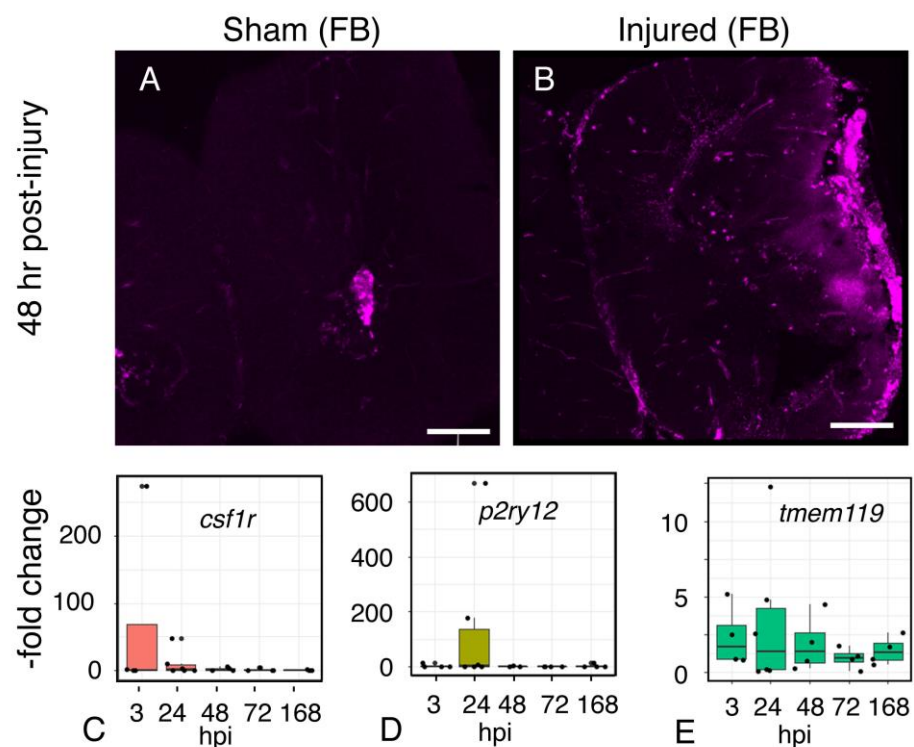 Sham (FB)
Injured (FB)
48 hr post-injury
A
B
-fold change
csf1r
200
100
0
3 24 48 72 168
hpi
C
p2ry12
600
400
200
0
3 24 48 72 168
hpi
D
tmem119
10
5
0
3 24 48 72 168
hpi
E